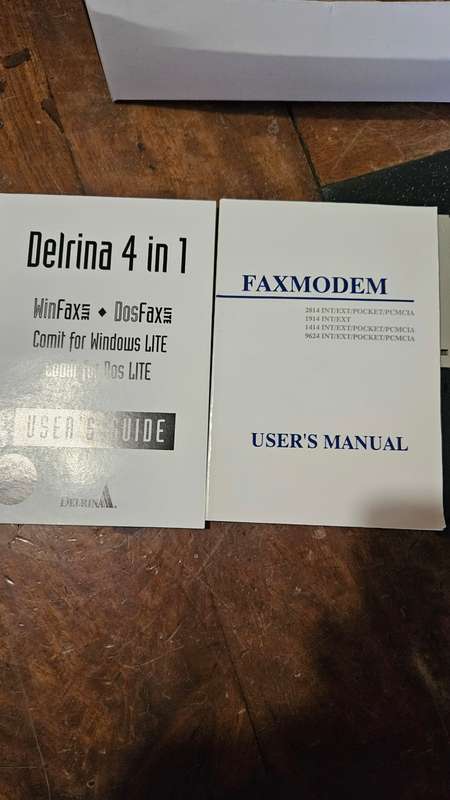 Delrina 4 in 1
WinFax LITE ◆ DosFax LITE
Comit for Windows LITE
Comit for Dos LITE
USER'S GUIDE
DELRINA
FAXMODEM
2814 INT/EXT/POCKET/PCMCIA
1914 INT/EXT
1414 INT/EXT/POCKET/PCMCIA
9624 INT/EXT/POCKET/PCMCIA
USER'S MANUAL